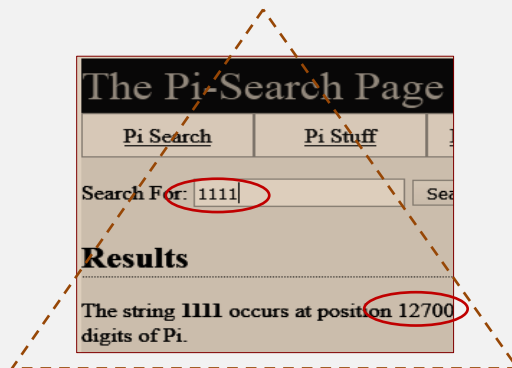 The Pi-Search Page
Pi Search Pi Stuff
Search For: 1111 Sea
Results
The string 1111 occurs at position 12700
digits of Pi.